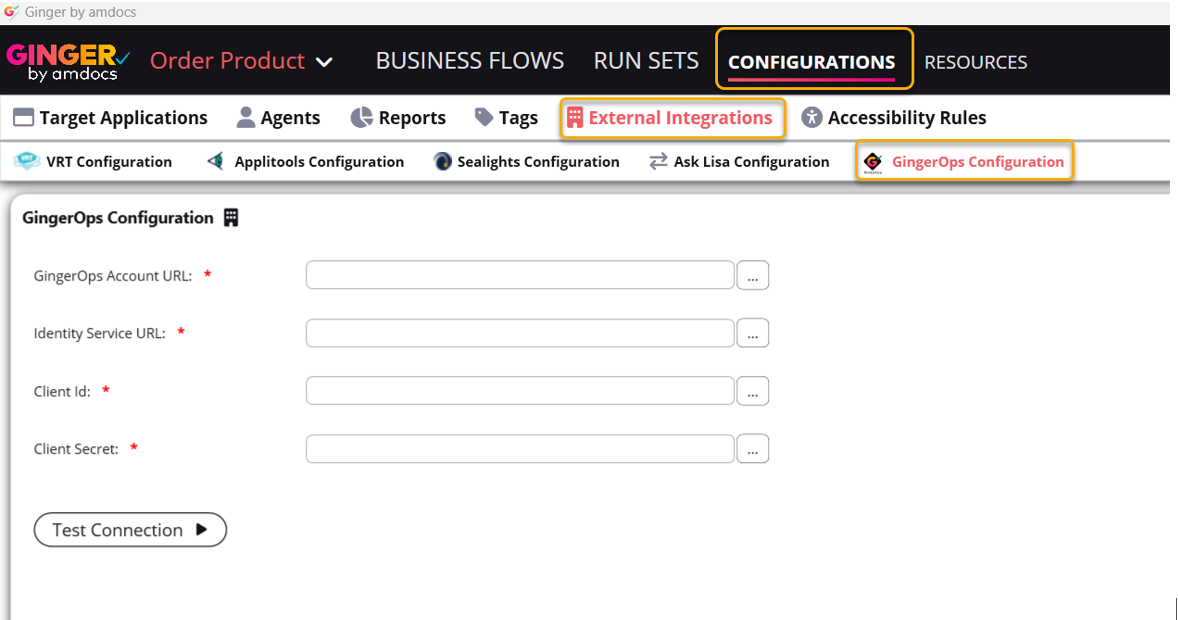 Ginger by amdocs
GINGER
by amdocs
Order Product BUSINESS FLOWS RUN SETS CONFIGURATIONS RESOURCES
Target Applications Agents Reports Tags External Integrations Accessibility Rules
VRT Configuration Applitools Configuration Sealights Configuration Ask Lisa Configuration GingerOps Configuration
GingerOps Configuration
GingerOps Account URL: * ...
Identity Service URL: * ...
Client Id: * ...
Client Secret: * ...
Test Connection